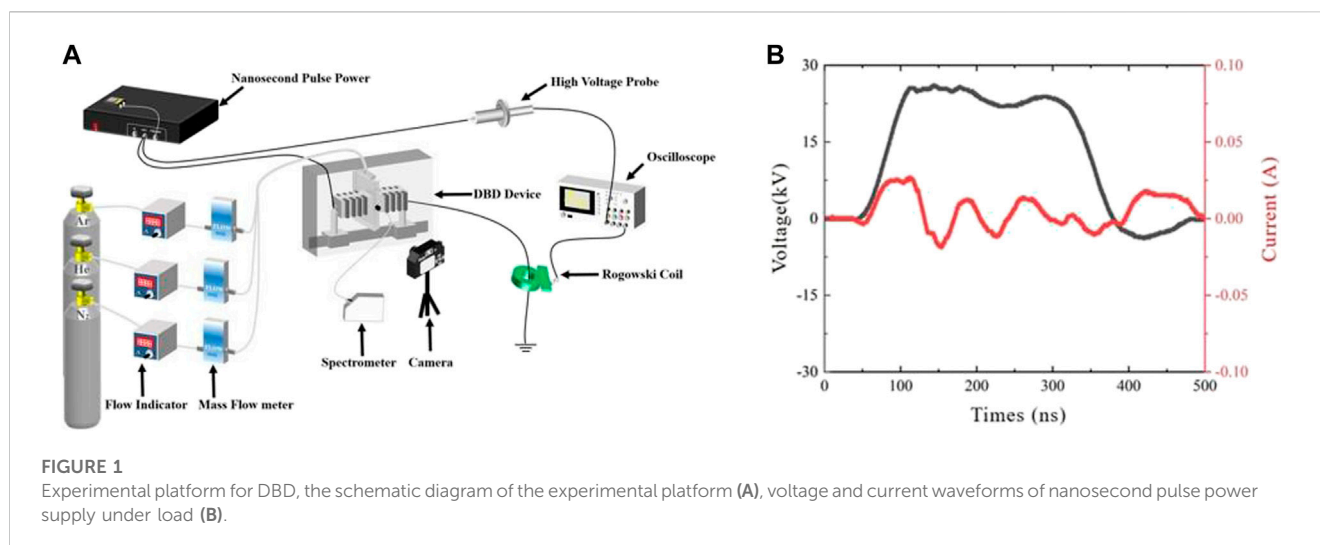 A
Nanosecond Pulse Power
High Voltage Probe
Oscilloscope
DBD Device
Ar
He
N₂
Rogowski Coil
Spectrometer
Camera
Flow Indicator
Mass Flow meter
B
Voltage(kV)
30
15
0
-15
-30
Current (A)
0.10
0.05
0.00
-0.05
-0.10
0 100 200 300 400 500
Times (ns)
FIGURE 1
Experimental platform for DBD, the schematic diagram of the experimental platform (A), voltage and current waveforms of nanosecond pulse power
supply under load (B).